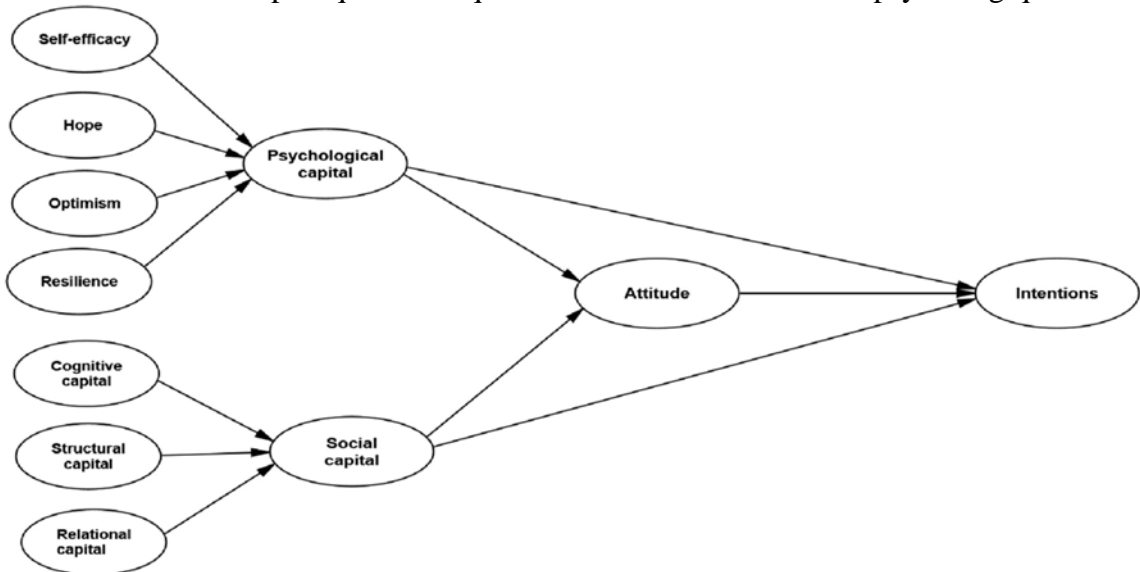 Self-efficacy
Hope
Optimism
Resilience
Psychological
capital
Attitude
Intentions
Cognitive
capital
Structural
capital
Relational
capital
Social
capital